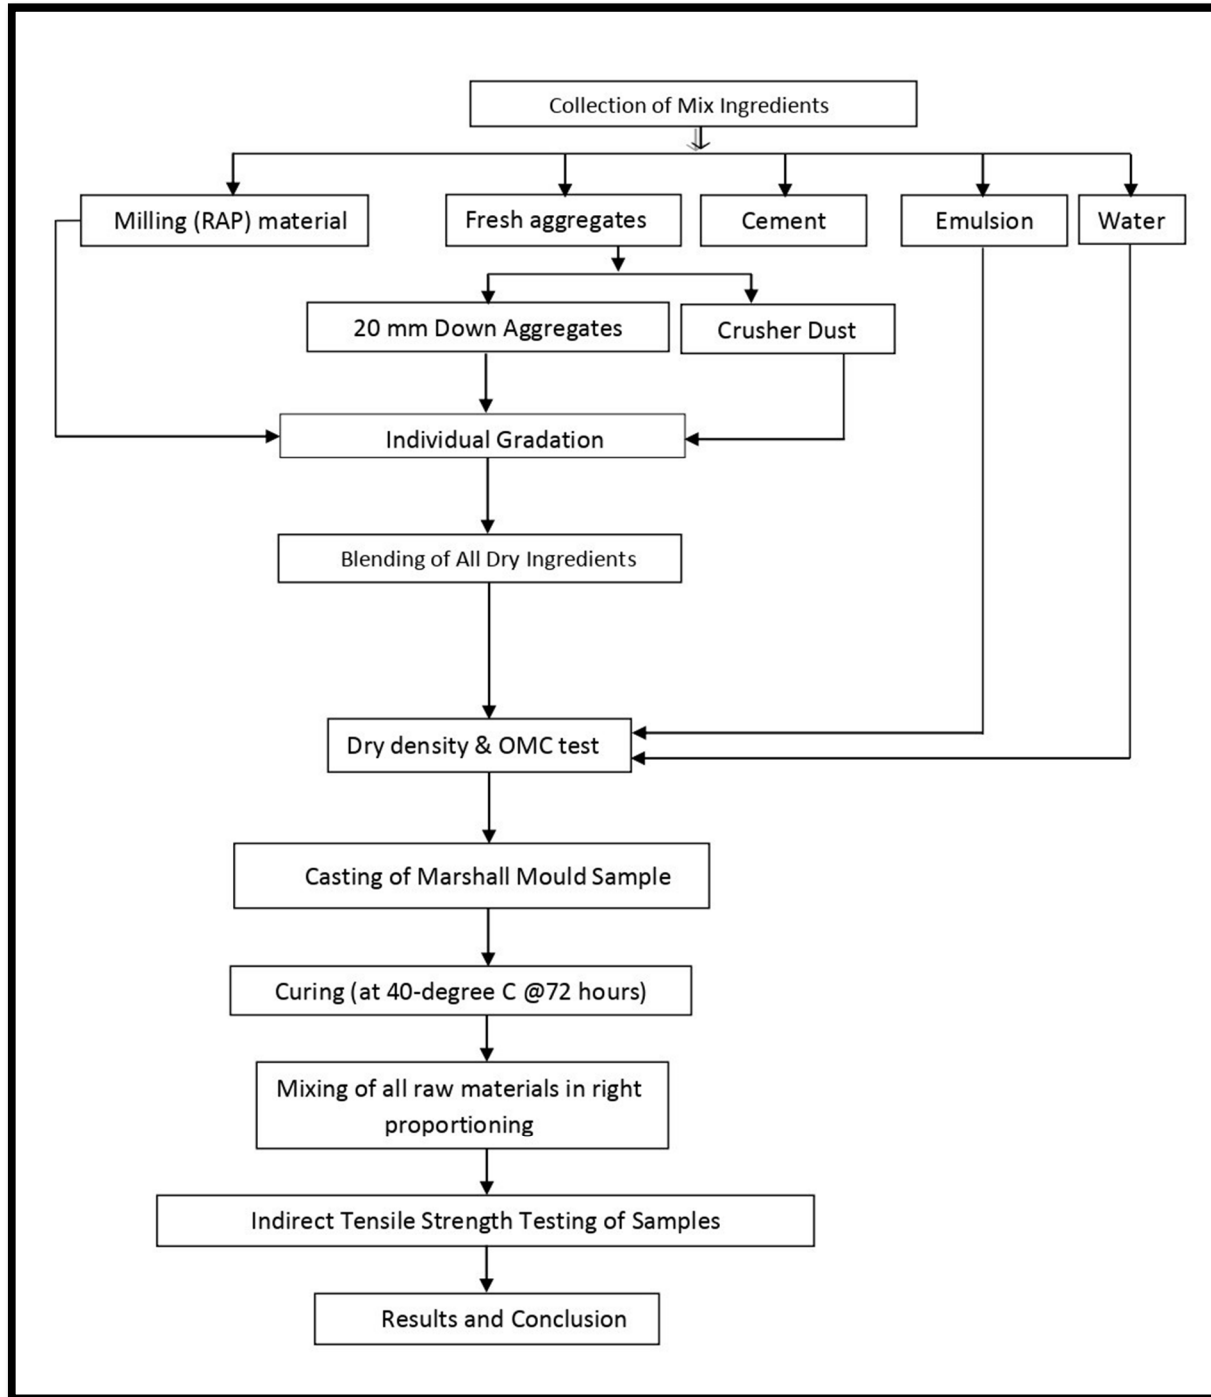 Collection of Mix Ingredients
Milling (RAP) material
Fresh aggregates
Cement
Emulsion
Water
20 mm Down Aggregates
Crusher Dust
Individual Gradation
Blending of All Dry Ingredients
Dry density & OMC test
Casting of Marshall Mould Sample
Curing (at 40-degree C @72 hours)
Mixing of all raw materials in right
proportioning
Indirect Tensile Strength Testing of Samples
Results and Conclusion